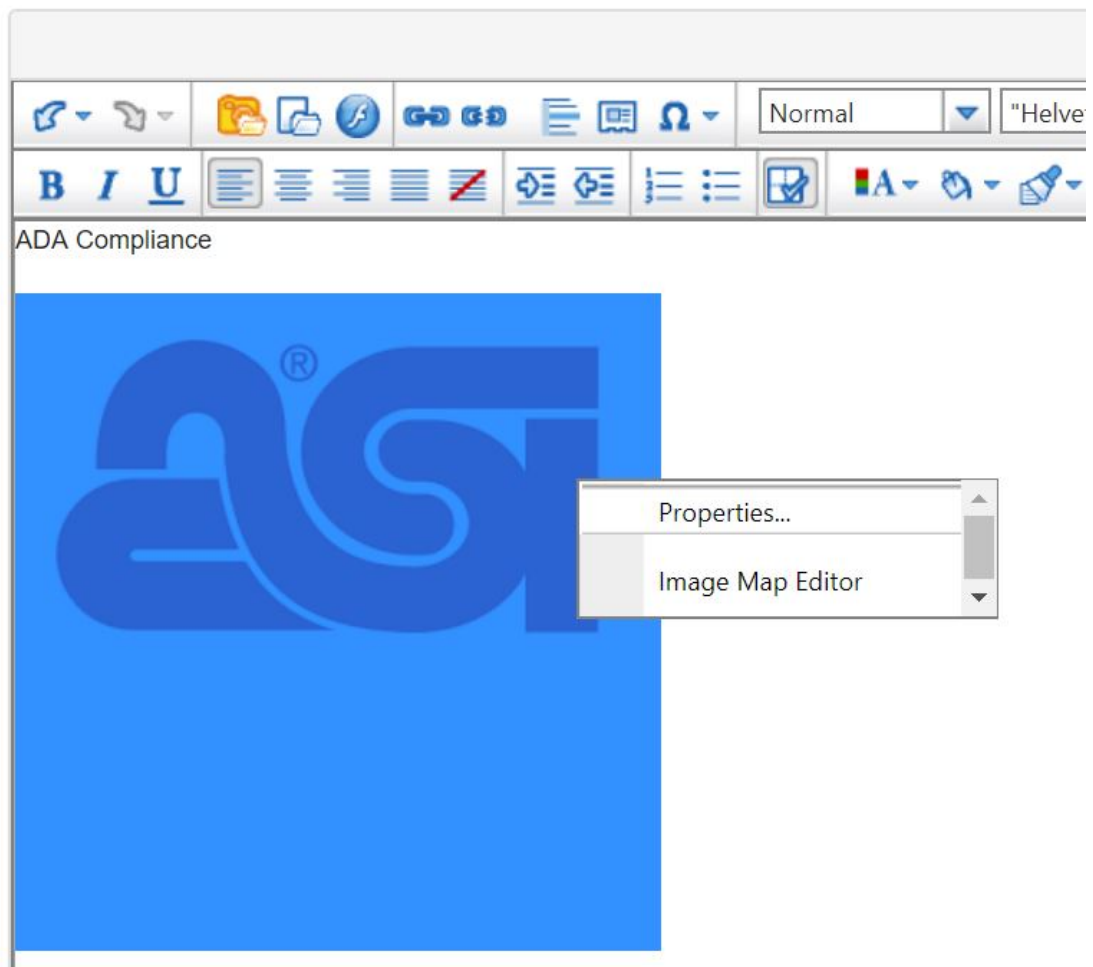 Normal
"Helve
B I U
A
ADA Compliance
®
ASI
Properties...
Image Map Editor